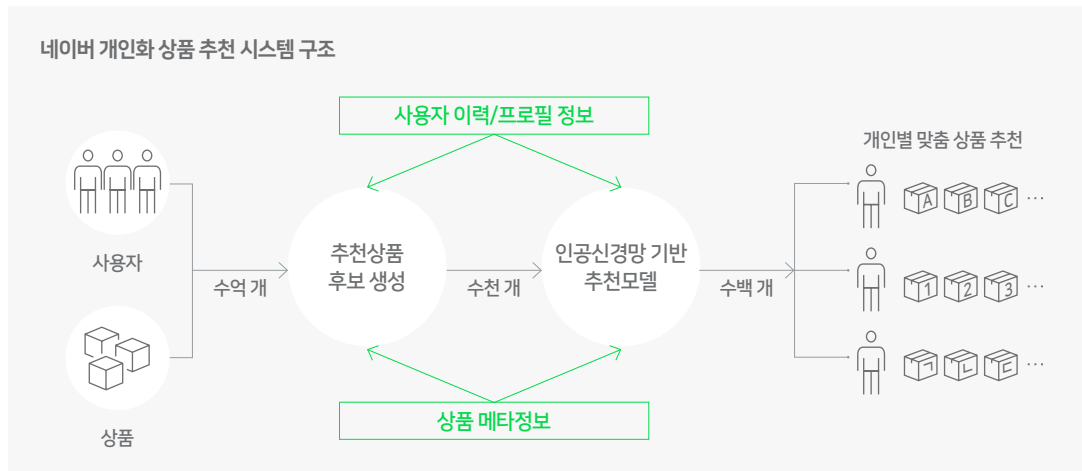 네이버 개인화 상품 추천 시스템 구조
사용자 이력/프로필 정보
개인별 맞춤 상품 추천
사용자
상품
수억 개
추천상품
후보 생성
수천 개
인공신경망 기반
추천모델
수백 개
A B C ...
1 2 3 ...
ㄱ ㄴ ㄷ ...
상품 메타정보